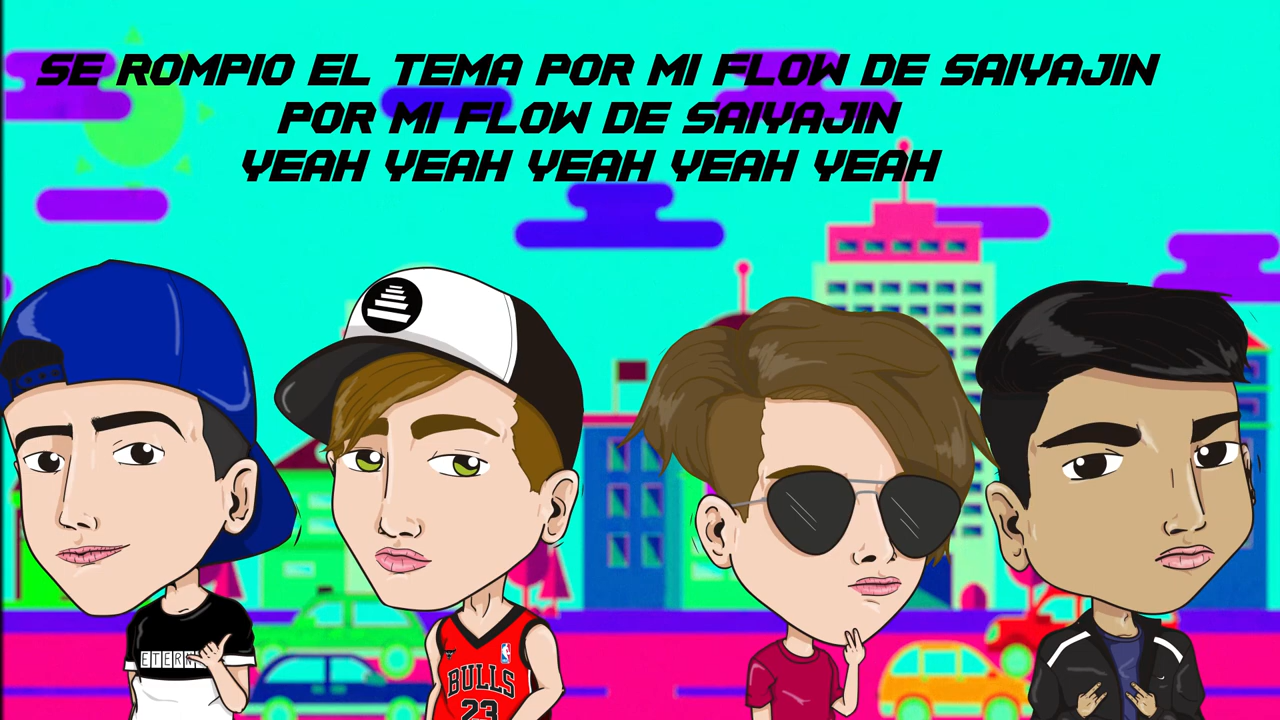 SE ROMPIO EL TEMA POR MI FLOW DE SAIYAJIN
POR MI FLOW DE SAIYAJIN
YEAH YEAH YEAH YEAH YEAH
ETER
BULLS
23